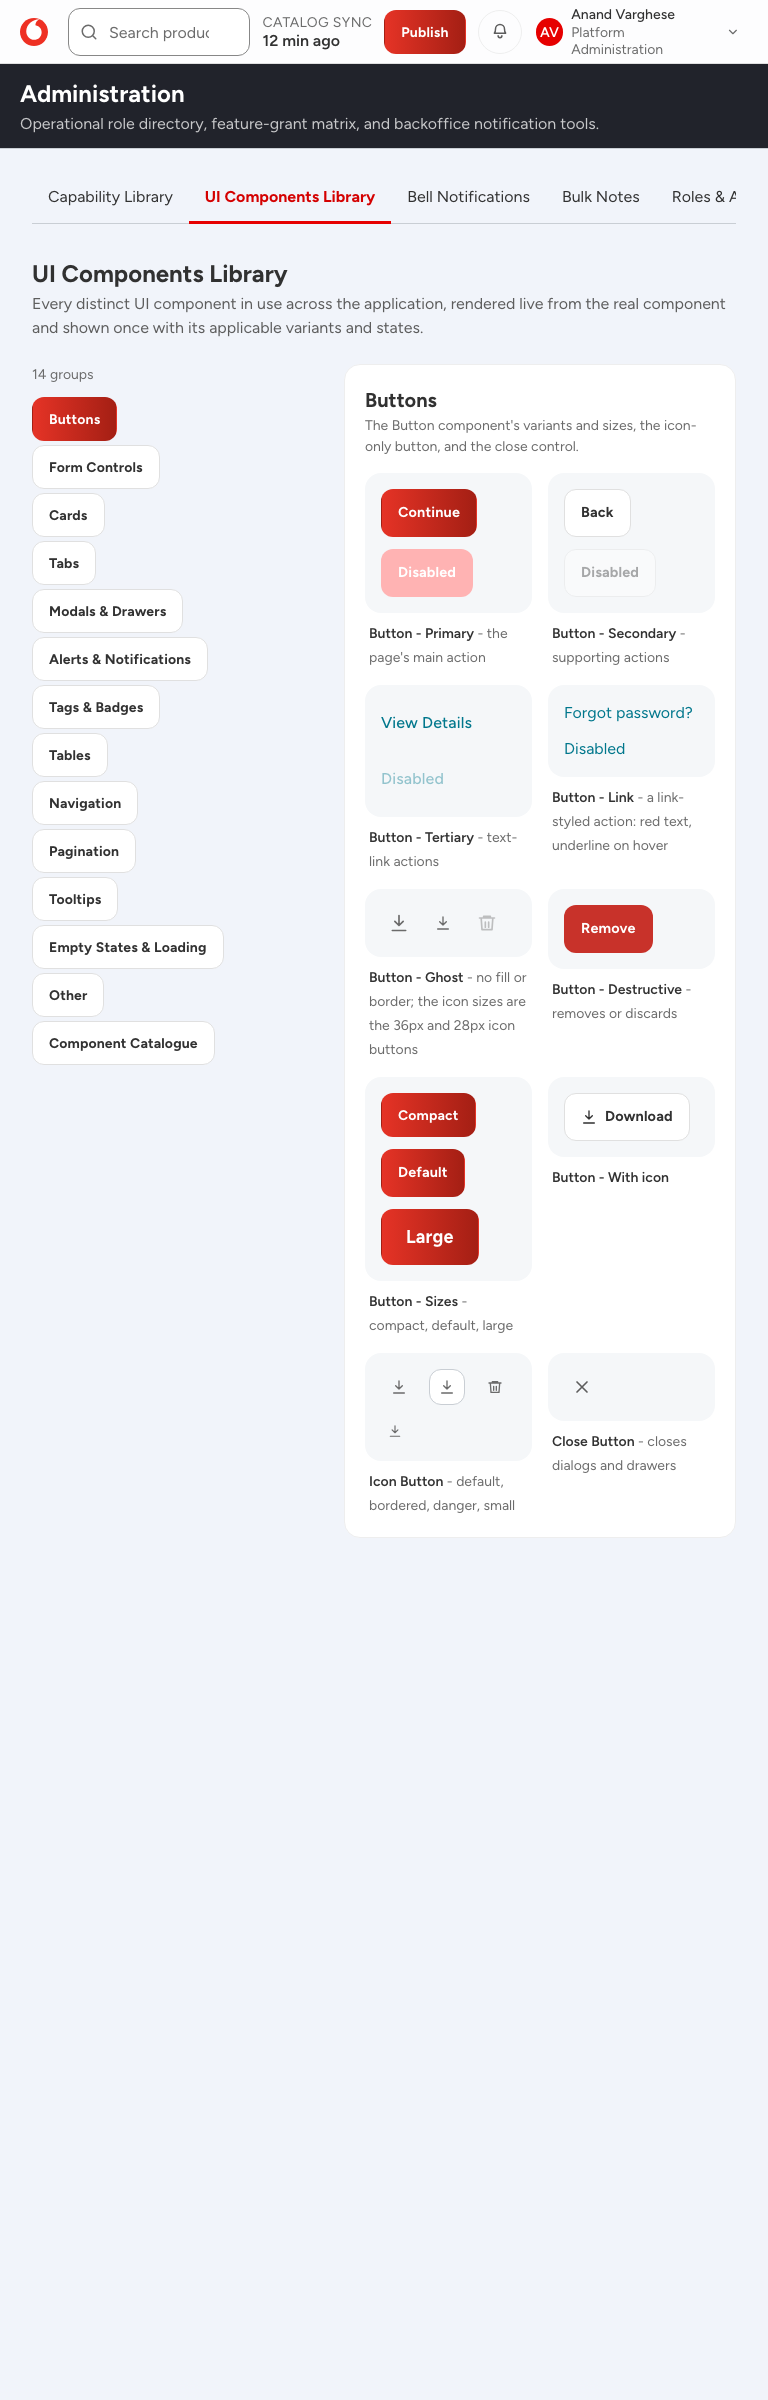 Search produc
CATALOG SYNC
12 min ago
Publish
AV
Anand Varghese
Platform
Administration
Administration
Operational role directory, feature-grant matrix, and backoffice notification tools.
Capability Library
UI Components Library
Bell Notifications
Bulk Notes
Roles & A
UI Components Library
Every distinct UI component in use across the application, rendered live from the real component
and shown once with its applicable variants and states.
14 groups
Buttons
Form Controls
Cards
Tabs
Modals & Drawers
Alerts & Notifications
Tags & Badges
Tables
Navigation
Pagination
Tooltips
Empty States & Loading
Other
Component Catalogue
Buttons
The Button component's variants and sizes, the icon-
only button, and the close control.
Continue
Disabled
Button - Primary - the
page's main action
Back
Disabled
Button - Secondary -
supporting actions
View Details
Disabled
Button - Tertiary - text-
link actions
Forgot password?
Disabled
Button - Link - a link-
styled action: red text,
underline on hover
Button - Ghost - no fill or
border; the icon sizes are
the 36px and 28px icon
buttons
Remove
Button - Destructive -
removes or discards
Compact
Default
Large
Button - Sizes -
compact, default, large
Download
Button - With icon
Icon Button - default,
bordered, danger, small
Close Button - closes
dialogs and drawers